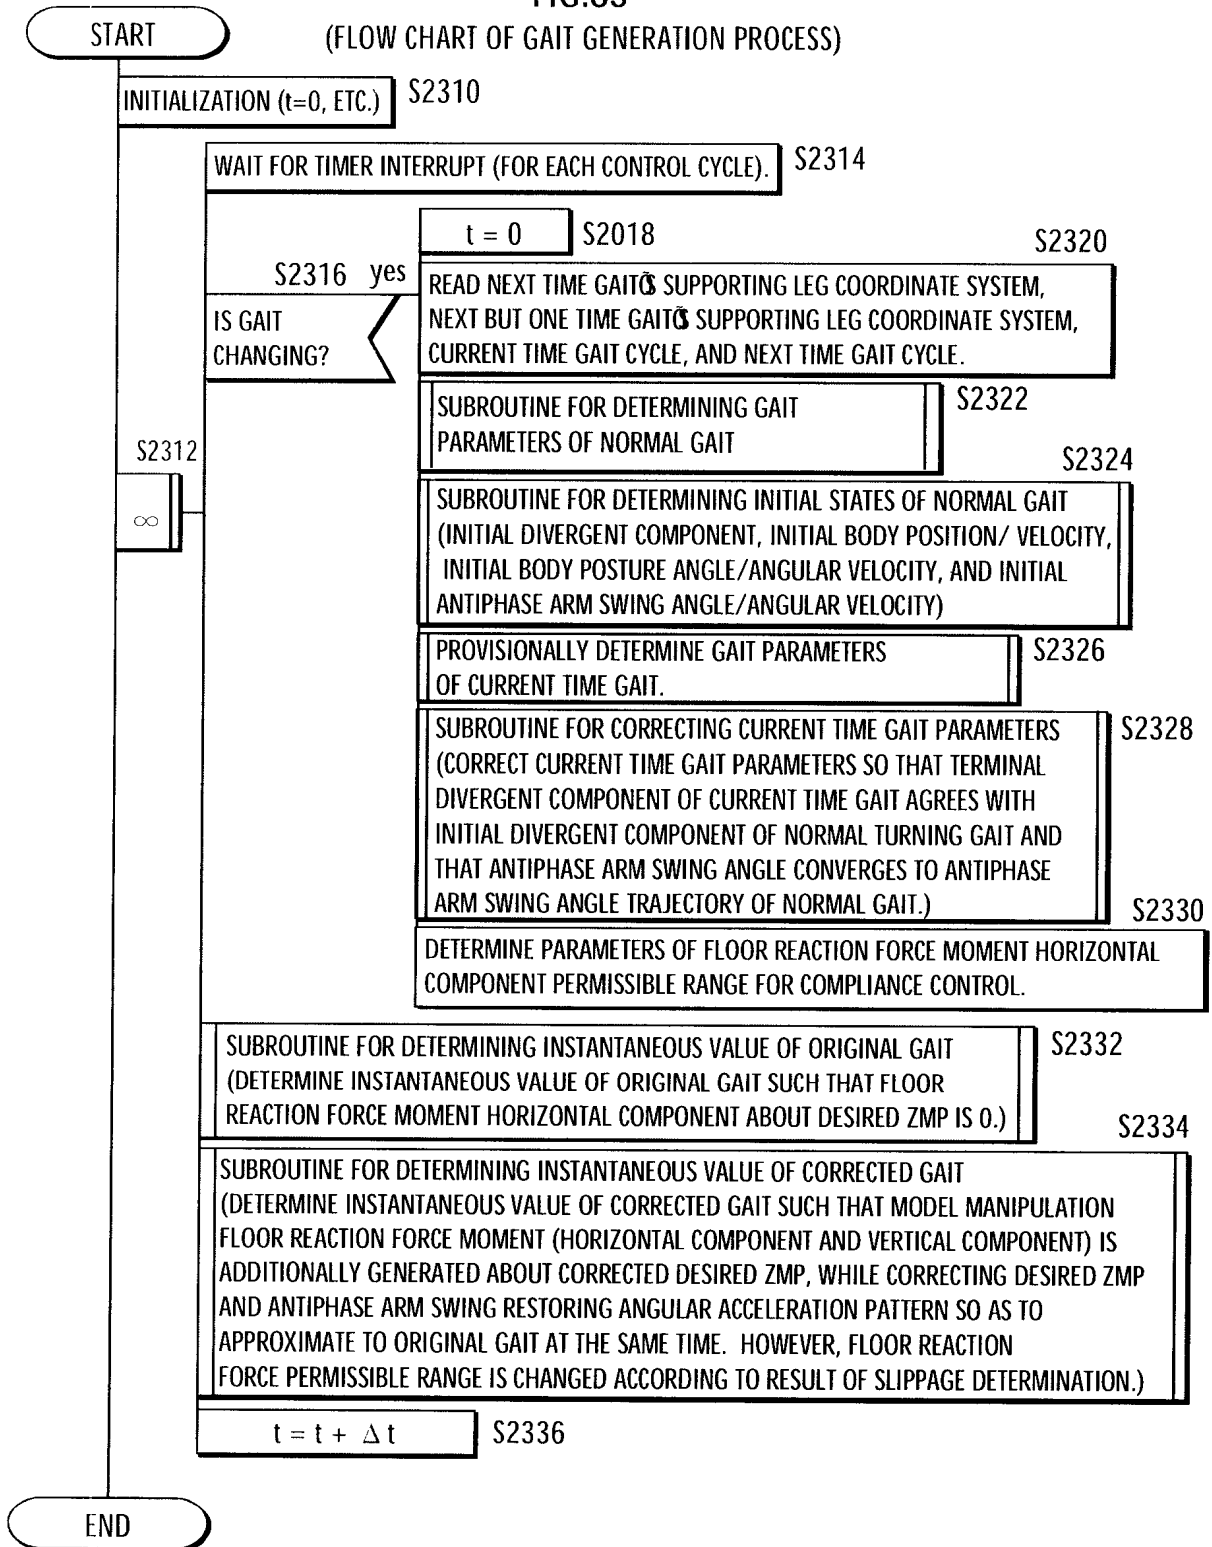 START
(FLOW CHART OF GAIT GENERATION PROCESS)
INITIALIZATION (t=0, ETC.)
S2310
WAIT FOR TIMER INTERRUPT (FOR EACH CONTROL CYCLE).
S2314
t = 0
S2018
S2320
S2316 yes
READ NEXT TIME GAITÕS SUPPORTING LEG COORDINATE SYSTEM,
NEXT BUT ONE TIME GAITÕS SUPPORTING LEG COORDINATE SYSTEM,
CURRENT TIME GAIT CYCLE, AND NEXT TIME GAIT CYCLE.
IS GAIT
CHANGING?
SUBROUTINE FOR DETERMINING GAIT
PARAMETERS OF NORMAL GAIT
S2322
S2312
∞
S2324
SUBROUTINE FOR DETERMINING INITIAL STATES OF NORMAL GAIT
(INITIAL DIVERGENT COMPONENT, INITIAL BODY POSITION/ VELOCITY,
INITIAL BODY POSTURE ANGLE/ANGULAR VELOCITY, AND INITIAL
ANTIPHASE ARM SWING ANGLE/ANGULAR VELOCITY)
PROVISIONALLY DETERMINE GAIT PARAMETERS
OF CURRENT TIME GAIT.
S2326
SUBROUTINE FOR CORRECTING CURRENT TIME GAIT PARAMETERS
(CORRECT CURRENT TIME GAIT PARAMETERS SO THAT TERMINAL
DIVERGENT COMPONENT OF CURRENT TIME GAIT AGREES WITH
INITIAL DIVERGENT COMPONENT OF NORMAL TURNING GAIT AND
THAT ANTIPHASE ARM SWING ANGLE CONVERGES TO ANTIPHASE
ARM SWING ANGLE TRAJECTORY OF NORMAL GAIT.)
S2328
S2330
DETERMINE PARAMETERS OF FLOOR REACTION FORCE MOMENT HORIZONTAL
COMPONENT PERMISSIBLE RANGE FOR COMPLIANCE CONTROL.
SUBROUTINE FOR DETERMINING INSTANTANEOUS VALUE OF ORIGINAL GAIT
(DETERMINE INSTANTANEOUS VALUE OF ORIGINAL GAIT SUCH THAT FLOOR
REACTION FORCE MOMENT HORIZONTAL COMPONENT ABOUT DESIRED ZMP IS 0.)
S2332
S2334
SUBROUTINE FOR DETERMINING INSTANTANEOUS VALUE OF CORRECTED GAIT
(DETERMINE INSTANTANEOUS VALUE OF CORRECTED GAIT SUCH THAT MODEL MANIPULATION
FLOOR REACTION FORCE MOMENT (HORIZONTAL COMPONENT AND VERTICAL COMPONENT) IS
ADDITIONALLY GENERATED ABOUT CORRECTED DESIRED ZMP, WHILE CORRECTING DESIRED ZMP
AND ANTIPHASE ARM SWING RESTORING ANGULAR ACCELERATION PATTERN SO AS TO
APPROXIMATE TO ORIGINAL GAIT AT THE SAME TIME. HOWEVER, FLOOR REACTION
FORCE PERMISSIBLE RANGE IS CHANGED ACCORDING TO RESULT OF SLIPPAGE DETERMINATION.)
t = t + Δ t
S2336
END